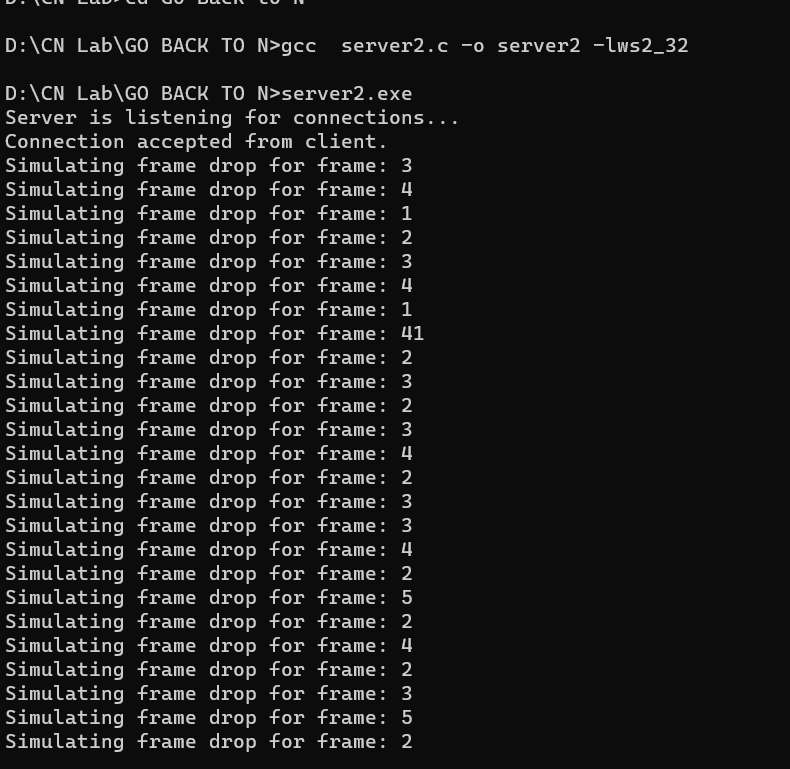 D:\CN Lab>cd GO Back to N
D:\CN Lab\GO BACK TO N>gcc  server2.c -o server2 -lws2_32
D:\CN Lab\GO BACK TO N>server2.exe
Server is listening for connections...
Connection accepted from client.
Simulating frame drop for frame: 3
Simulating frame drop for frame: 4
Simulating frame drop for frame: 1
Simulating frame drop for frame: 2
Simulating frame drop for frame: 3
Simulating frame drop for frame: 4
Simulating frame drop for frame: 1
Simulating frame drop for frame: 41
Simulating frame drop for frame: 2
Simulating frame drop for frame: 3
Simulating frame drop for frame: 2
Simulating frame drop for frame: 3
Simulating frame drop for frame: 4
Simulating frame drop for frame: 2
Simulating frame drop for frame: 3
Simulating frame drop for frame: 3
Simulating frame drop for frame: 4
Simulating frame drop for frame: 2
Simulating frame drop for frame: 5
Simulating frame drop for frame: 2
Simulating frame drop for frame: 4
Simulating frame drop for frame: 2
Simulating frame drop for frame: 3
Simulating frame drop for frame: 5
Simulating frame drop for frame: 2